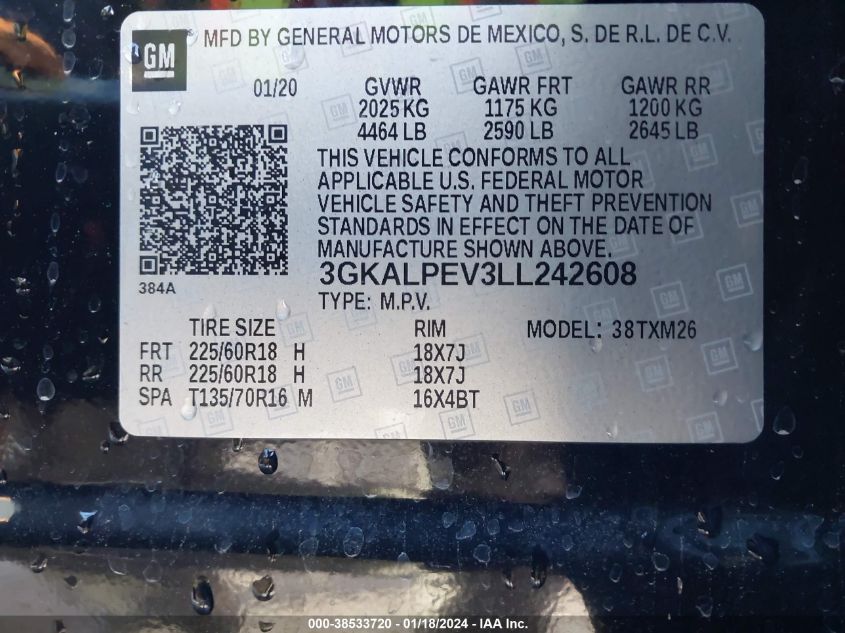 GM MFD BY GENERAL MOTORS DE MEXICO, S. DE R.L. DE C.V.
01/20 GVWR GAWR FRT GAWR RR
2025 KG 1175 KG 1200 KG
4464 LB 2590 LB 2645 LB
THIS VEHICLE CONFORMS TO ALL
APPLICABLE U.S. FEDERAL MOTOR
VEHICLE SAFETY AND THEFT PREVENTION
STANDARDS IN EFFECT ON THE DATE OF
MANUFACTURE SHOWN ABOVE.
384A 3GKALPEV3LL242608
TYPE: M.P.V.
TIRE SIZE RIM MODEL: 38TXM26
FRT 225/60R18 H 18X7J
RR 225/60R18 H 18X7J
SPA T135/70R16 M 16X4BT
000-38533720 — 01/18/2024 — IAA Inc.